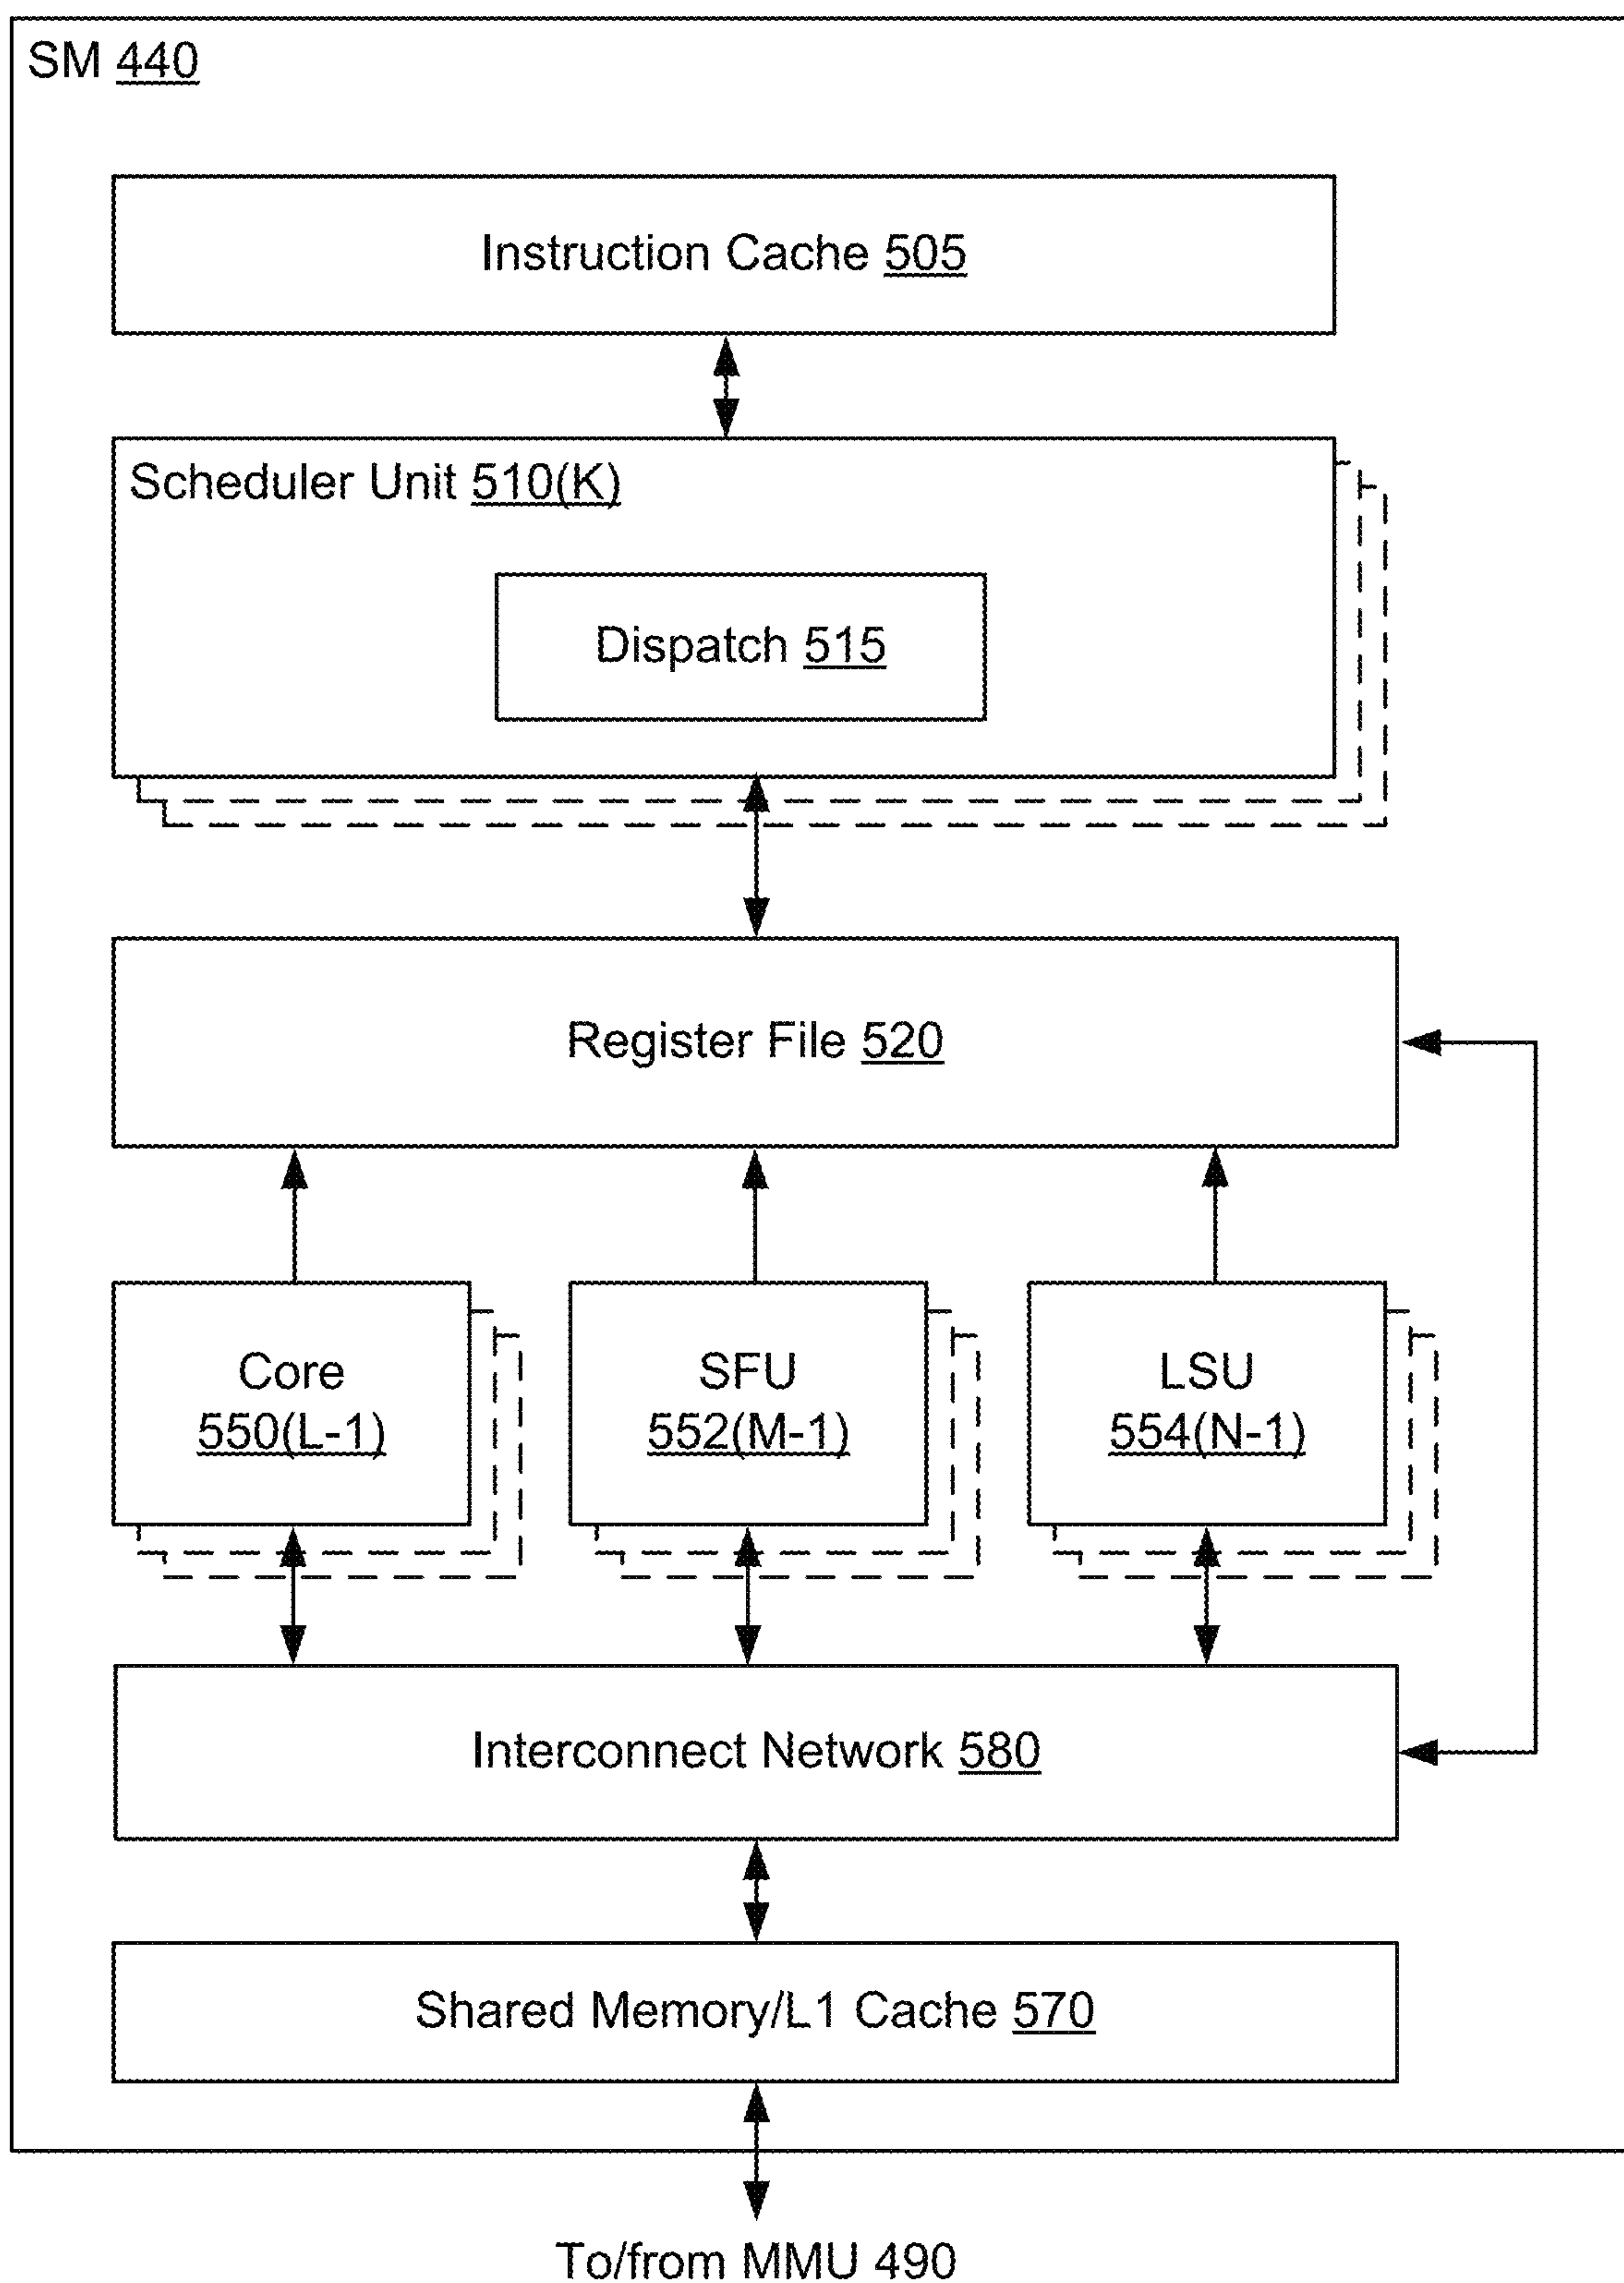 SM 440
Instruction Cache 505
Scheduler Unit 510(K)
Dispatch 515
Register File 520
Core
550(L-1)
SFU
552(M-1)
LSU
554(N-1)
Interconnect Network 580
Shared Memory/L1 Cache 570
To/from MMU 490